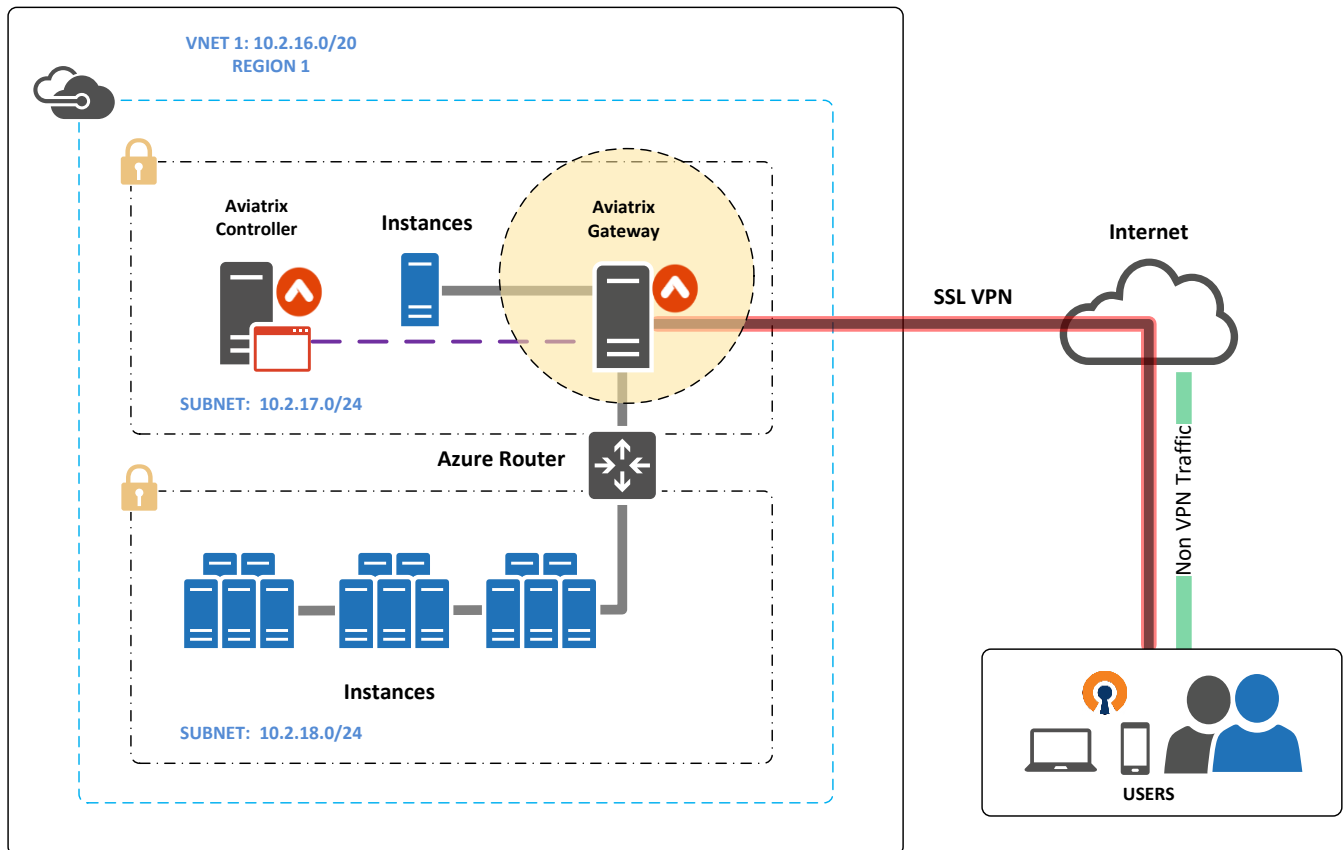 VNET 1: 10.2.16.0/20
REGION 1
Aviatrix
Controller
Instances
Aviatrix
Gateway
Internet
SSL VPN
SUBNET: 10.2.17.0/24
Azure Router
Non VPN Traffic
Instances
SUBNET: 10.2.18.0/24
USERS